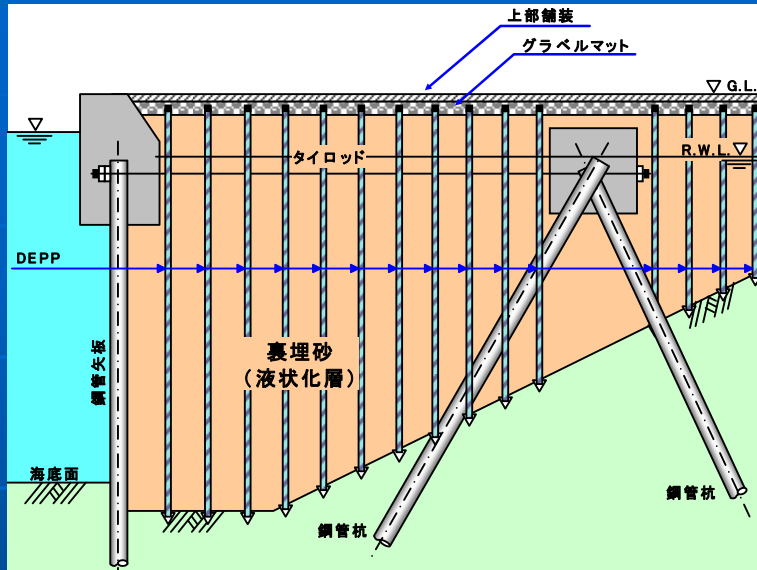 上部舗装
グラベルマット
G.L.
タイロッド
R.W.L.
DEPP
裏埋砂
(液状化層)
鋼管矢板
海底面
鋼管杭
鋼管杭